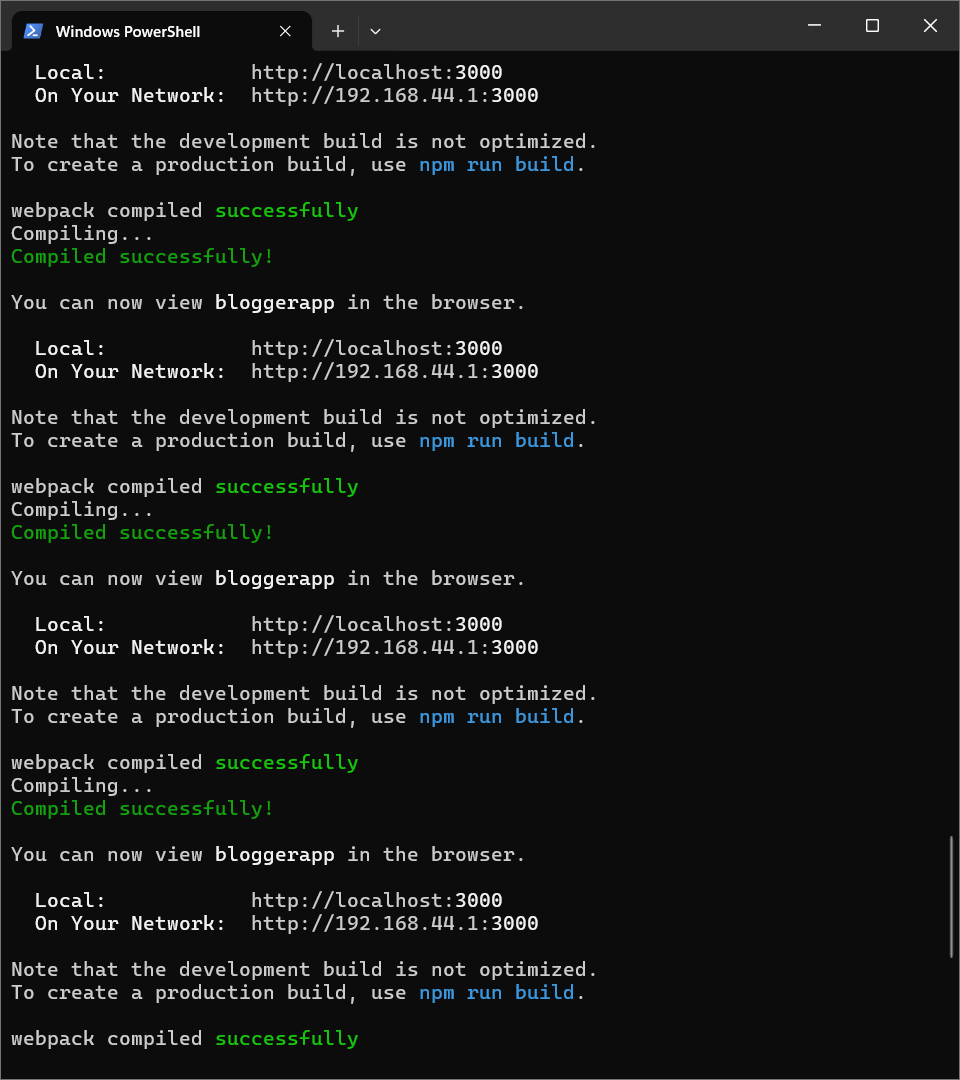 Windows PowerShell
Local: http://localhost:3000
On Your Network: http://192.168.44.1:3000
Note that the development build is not optimized.
To create a production build, use npm run build.
webpack compiled successfully
Compiling...
Compiled successfully!
You can now view bloggerapp in the browser.
Local: http://localhost:3000
On Your Network: http://192.168.44.1:3000
Note that the development build is not optimized.
To create a production build, use npm run build.
webpack compiled successfully
Compiling...
Compiled successfully!
You can now view bloggerapp in the browser.
Local: http://localhost:3000
On Your Network: http://192.168.44.1:3000
Note that the development build is not optimized.
To create a production build, use npm run build.
webpack compiled successfully
Compiling...
Compiled successfully!
You can now view bloggerapp in the browser.
Local: http://localhost:3000
On Your Network: http://192.168.44.1:3000
Note that the development build is not optimized.
To create a production build, use npm run build.
webpack compiled successfully